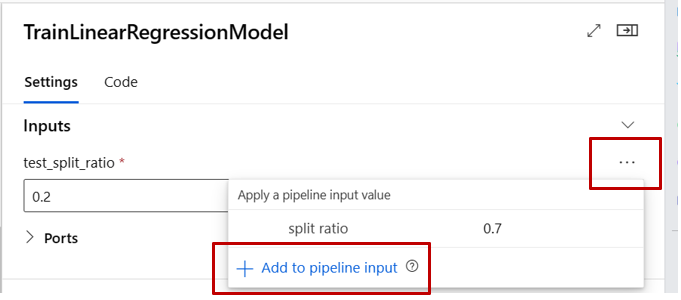 TrainLinearRegressionModel
Settings Code
Inputs
test_split_ratio *
...
0.2
Apply a pipeline input value
split ratio 0.7
Ports
+ Add to pipeline input ?